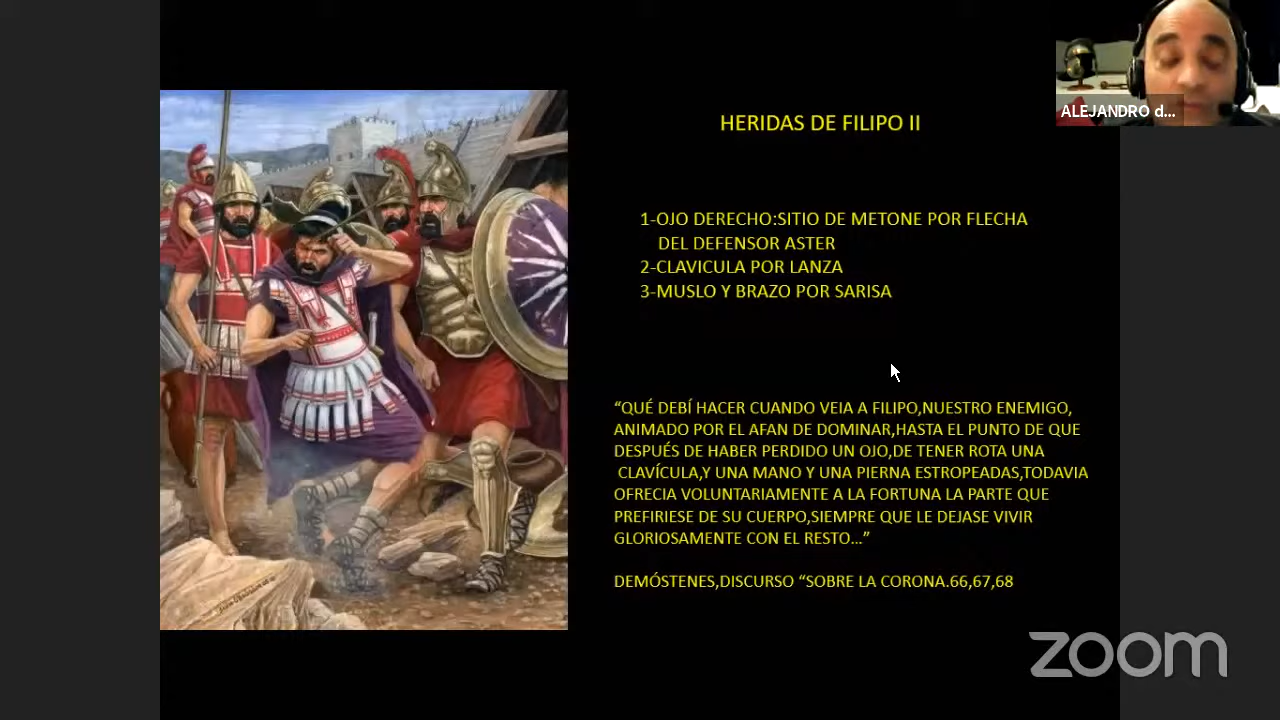 ALEJANDRO d...
HERIDAS DE FILIPO II
1-OJO DERECHO:SITIO DE METONE POR FLECHA
DEL DEFENSOR ASTER
2-CLAVICULA POR LANZA
3-MUSLO Y BRAZO POR SARISA
“QUÉ DEBÍ HACER CUANDO VEIA A FILIPO,NUESTRO ENEMIGO,
ANIMADO POR EL AFAN DE DOMINAR,HASTA EL PUNTO DE QUE
DESPUÉS DE HABER PERDIDO UN OJO,DE TENER ROTA UNA
CLAVÍCULA,Y UNA MANO Y UNA PIERNA ESTROPEADAS,TODAVIA
OFRECIA VOLUNTARIAMENTE A LA FORTUNA LA PARTE QUE
PREFIRIESE DE SU CUERPO,SIEMPRE QUE LE DEJASE VIVIR
GLORIOSAMENTE CON EL RESTO...”
DEMÓSTENES,DISCURSO “SOBRE LA CORONA.66,67,68
zoom